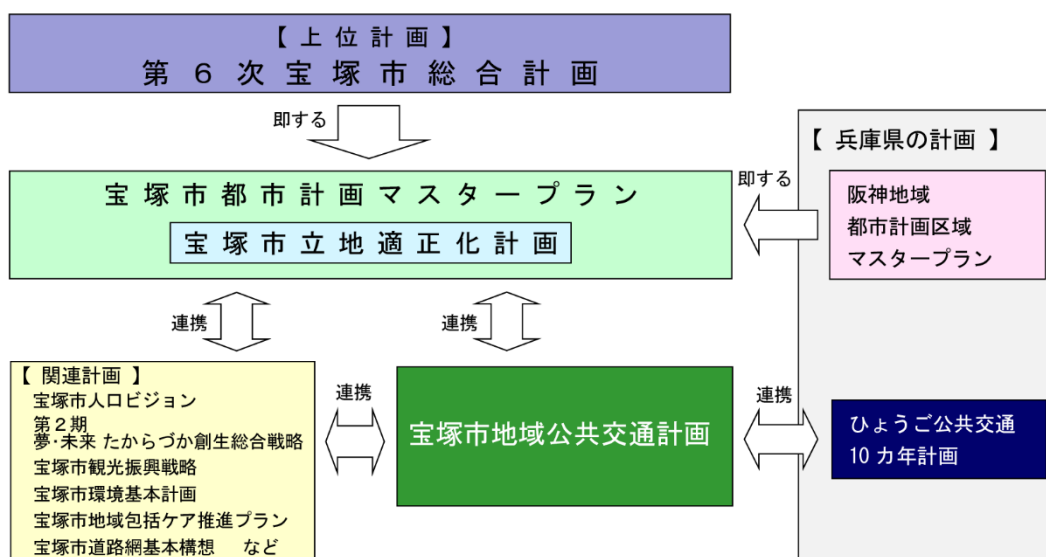 【 上 位 計 画 】
第 6 次 宝 塚 市 総 合 計 画
即する
宝 塚 市 都 市 計 画 マ ス タ ー プ ラ ン
宝 塚 市 立 地 適 正 化 計 画
即する
【 兵庫県の計画 】
阪神地域
都市計画区域
マスタープラン
連携
連携
【 関連計画 】
宝塚市人口ビジョン
第2期
夢・未来 たからづか創生総合戦略
宝塚市観光振興戦略
宝塚市環境基本計画
宝塚市地域包括ケア推進プラン
宝塚市道路網基本構想 など
連携
宝塚市地域公共交通計画
連携
ひょうご公共交通
10 カ年計画